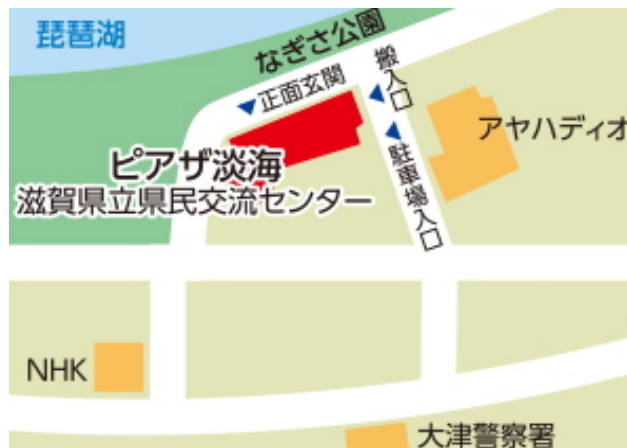 琵琶湖
なぎさ公園
正面玄関
搬入口
アヤハディオ
駐車場入口
ピアザ淡海
滋賀県立県民交流センター
NHK
大津警察署